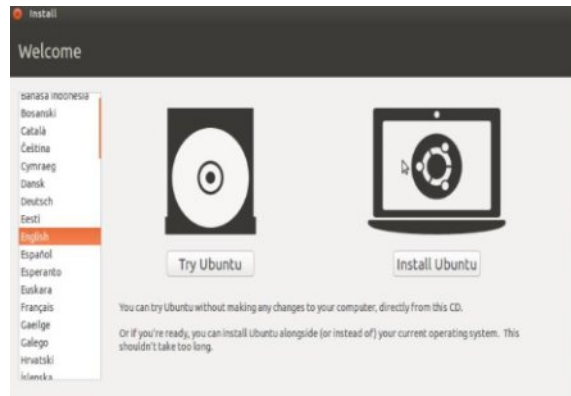 Install
Welcome
Bahasa Indonesia
Bosanski
Català
Čeština
Cymraeg
Dansk
Deutsch
Eesti
English
Español
Esperanto
Euskara
Français
Gaeilge
Galego
Hrvatski
Íslenska
Try Ubuntu
Install Ubuntu
You can try Ubuntu without making any changes to your computer, directly from this CD.
Or if you're ready, you can install Ubuntu alongside (or instead of) your current operating system. This
shouldn't take too long.